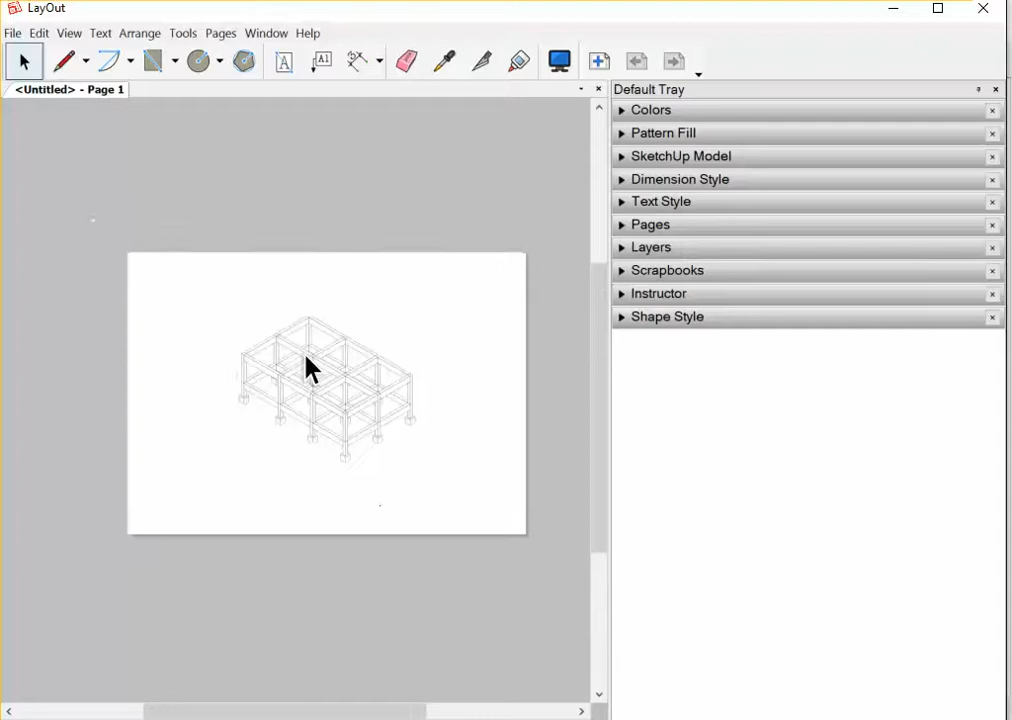 LayOut
File Edit View Text Arrange Tools Pages Window Help
A A1
<Untitled> - Page 1
Default Tray
Colors
Pattern Fill
SketchUp Model
Dimension Style
Text Style
Pages
Layers
Scrapbooks
Instructor
Shape Style